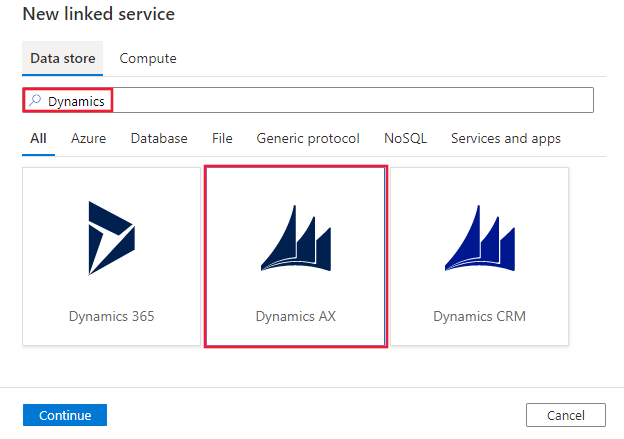 New linked service
Data store Compute
Dynamics
All Azure Database File Generic protocol NoSQL Services and apps
Dynamics 365 Dynamics AX Dynamics CRM
Continue Cancel